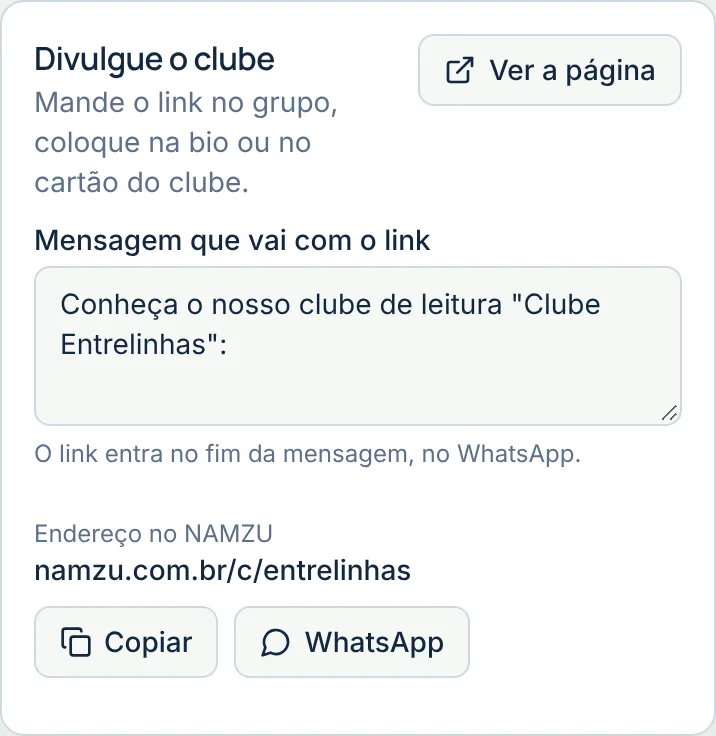 Divulgue o clube
Ver a página
Mande o link no grupo,
coloque na bio ou no
cartão do clube.
Mensagem que vai com o link
Conheça o nosso clube de leitura "Clube
Entrelinhas":
O link entra no fim da mensagem, no WhatsApp.
Endereço no NAMZU
namzu.com.br/c/entrelinhas
Copiar
WhatsApp